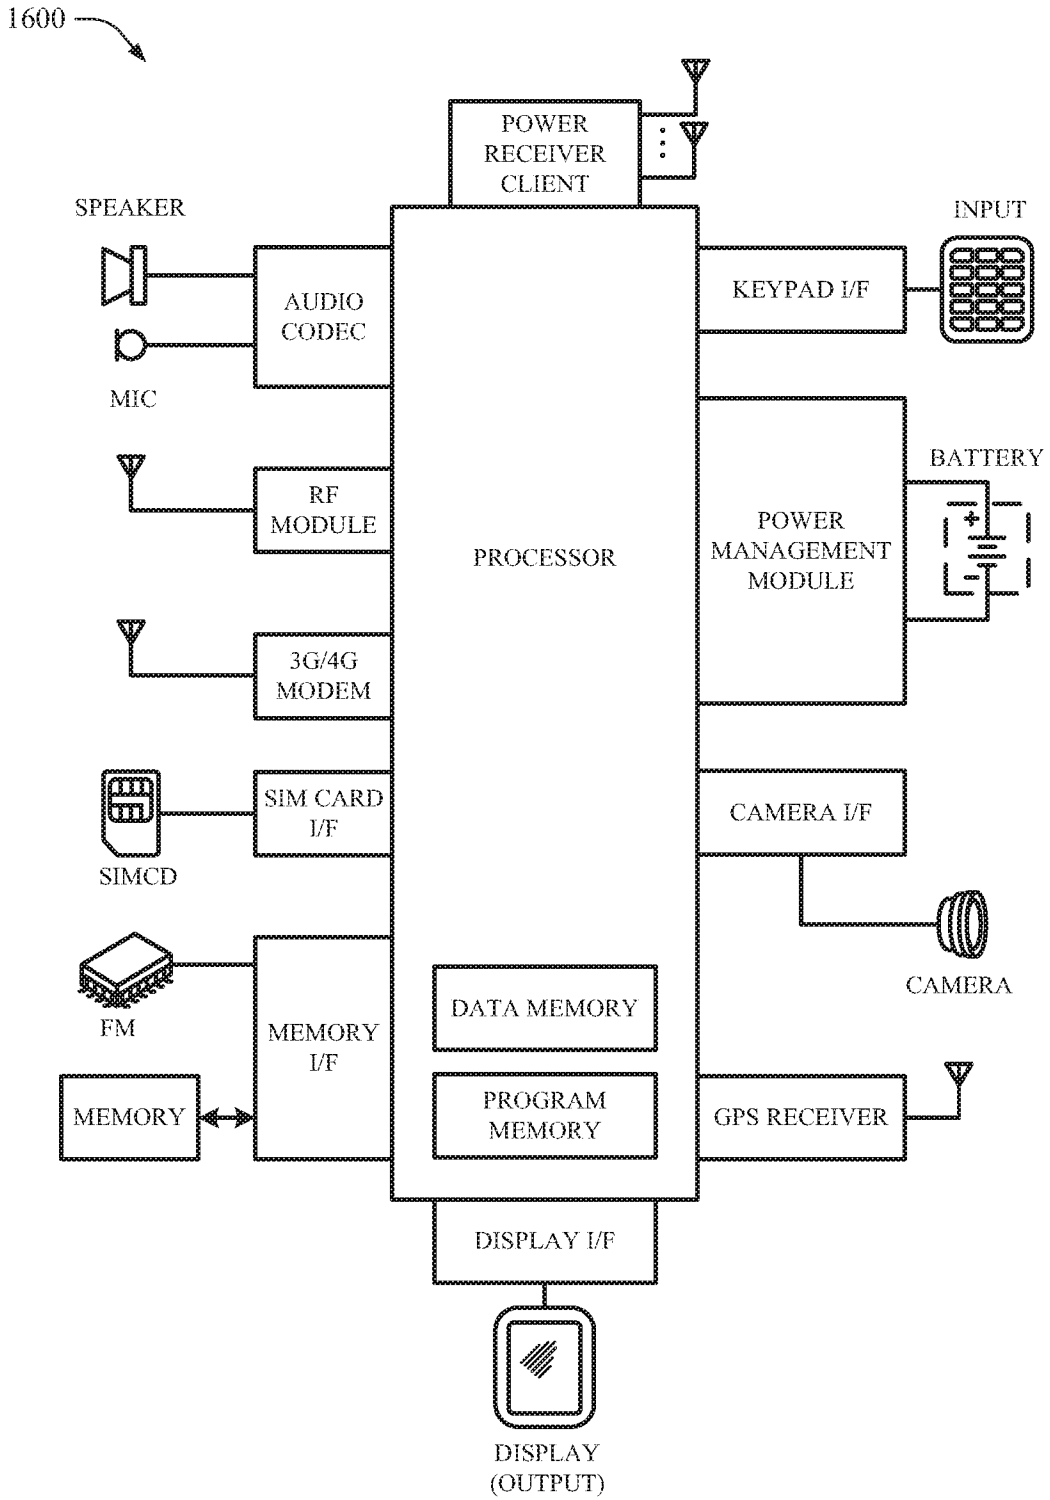 1600
POWER
RECEIVER
CLIENT
SPEAKER
INPUT
AUDIO
CODEC
KEYPAD I/F
MIC
BATTERY
+
-
RF
MODULE
PROCESSOR
POWER
MANAGEMENT
MODULE
3G/4G
MODEM
SIM CARD
I/F
SIMCD
CAMERA I/F
CAMERA
FM
MEMORY
I/F
DATA MEMORY
MEMORY
PROGRAM
MEMORY
GPS RECEIVER
DISPLAY I/F
DISPLAY
(OUTPUT)